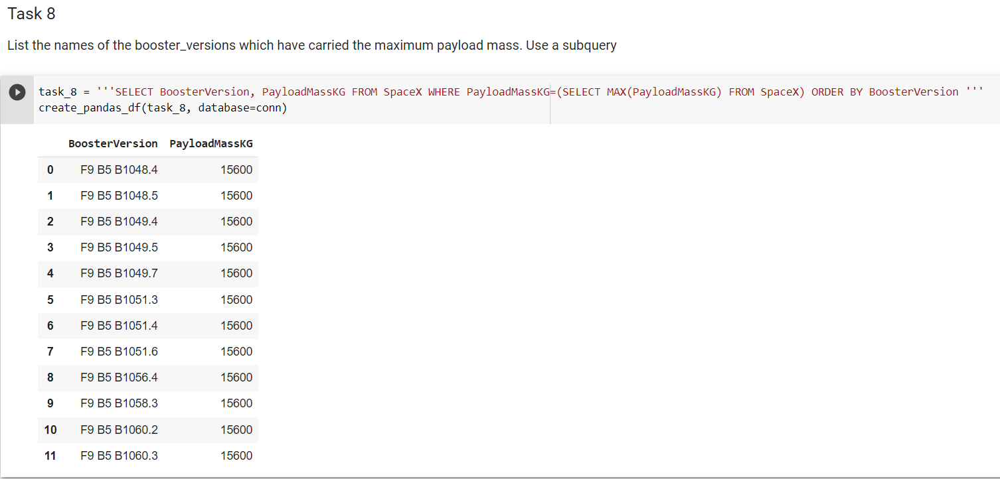 Task 8
List the names of the booster_versions which have carried the maximum payload mass. Use a subquery
task_8 = '''SELECT BoosterVersion, PayloadMassKG FROM SpaceX WHERE PayloadMassKG=(SELECT MAX(PayloadMassKG) FROM SpaceX) ORDER BY BoosterVersion '''
create_pandas_df(task_8, database=conn)
BoosterVersion PayloadMassKG
0 F9 B5 B1048.4 15600
1 F9 B5 B1048.5 15600
2 F9 B5 B1049.4 15600
3 F9 B5 B1049.5 15600
4 F9 B5 B1049.7 15600
5 F9 B5 B1051.3 15600
6 F9 B5 B1051.4 15600
7 F9 B5 B1051.6 15600
8 F9 B5 B1056.4 15600
9 F9 B5 B1058.3 15600
10 F9 B5 B1060.2 15600
11 F9 B5 B1060.3 15600